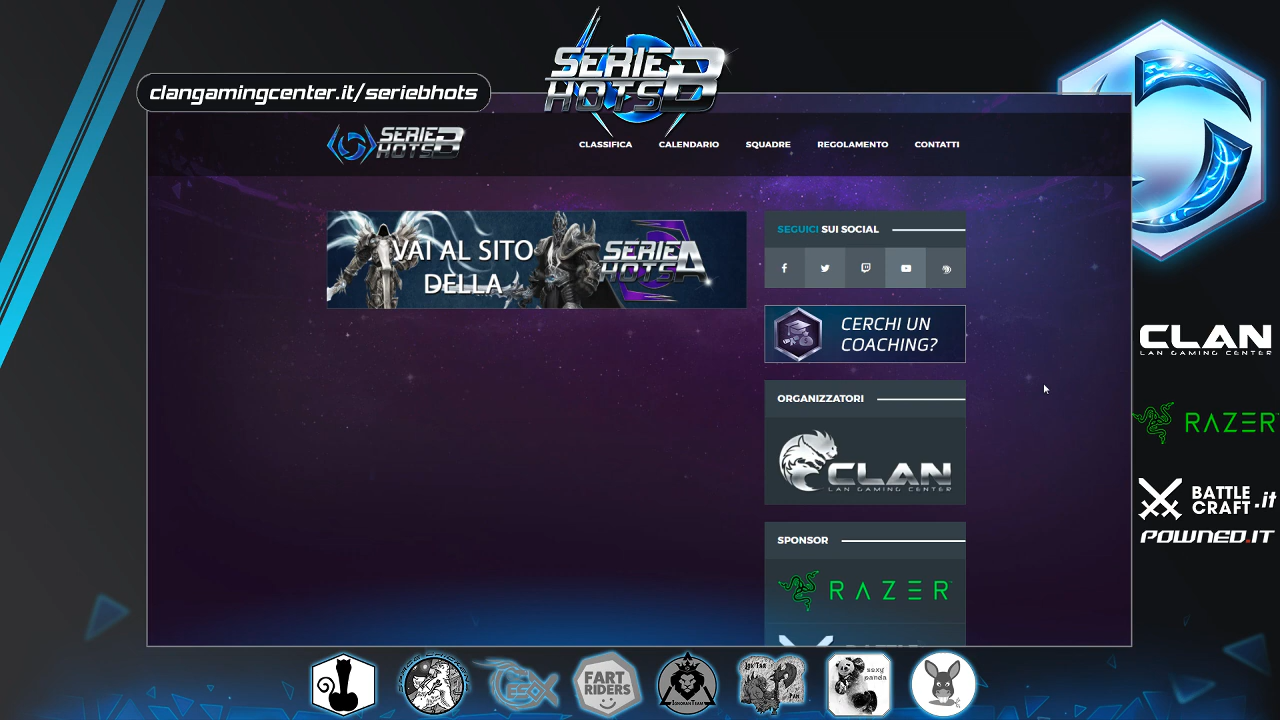 SERIE B
HOTS
clangamingcenter.it/seriebhots
SERIE B
HOTS
CLASSIFICA
CALENDARIO
SQUADRE
REGOLAMENTO
CONTATTI
VAI AL SITO
DELLA
SERIE A
HOTS
SEGUICI SUI SOCIAL
CERCHI UN
COACHING?
ORGANIZZATORI
CLAN
LAN GAMING CENTER
SPONSOR
RAZER
BATTLE
CLAN
LAN GAMING CENTER
RAZER
BATTLE
CRAFT.it
POWNED.IT
FART
RIDERS
IGNORANTEAM
sexy
panda